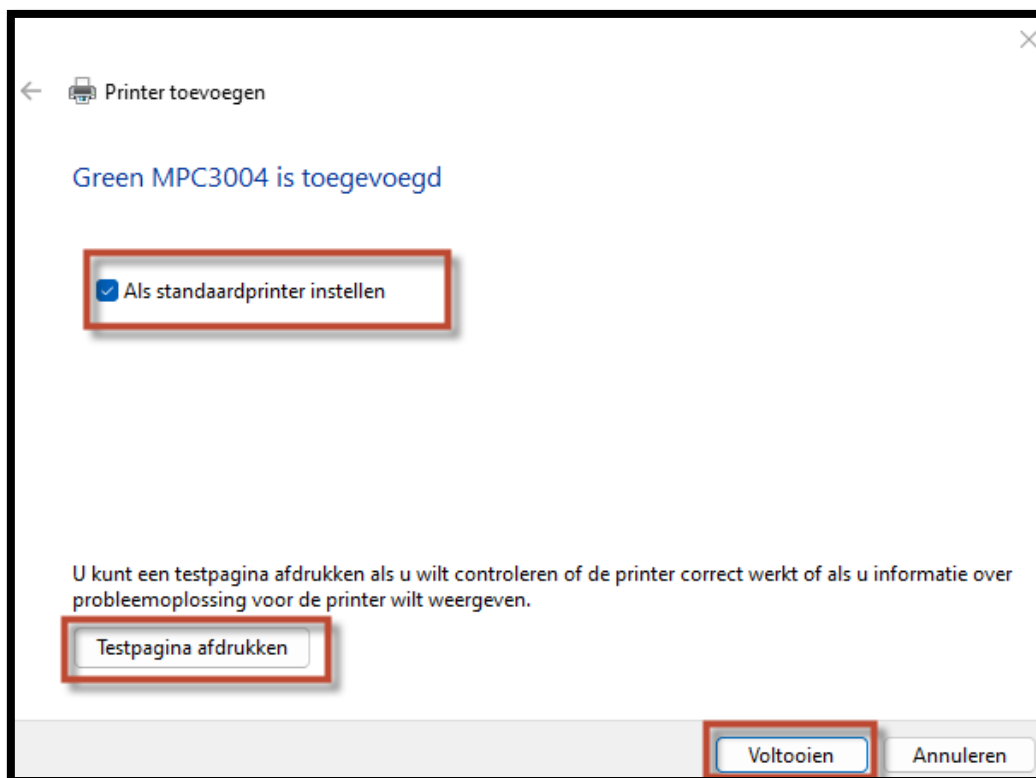 Printer toevoegen
Green MPC3004 is toegevoegd
Als standaardprinter instellen
U kunt een testpagina afdrukken als u wilt controleren of de printer correct werkt of als u informatie over
probleemoplossing voor de printer wilt weergeven.
Testpagina afdrukken
Voltooien Annuleren